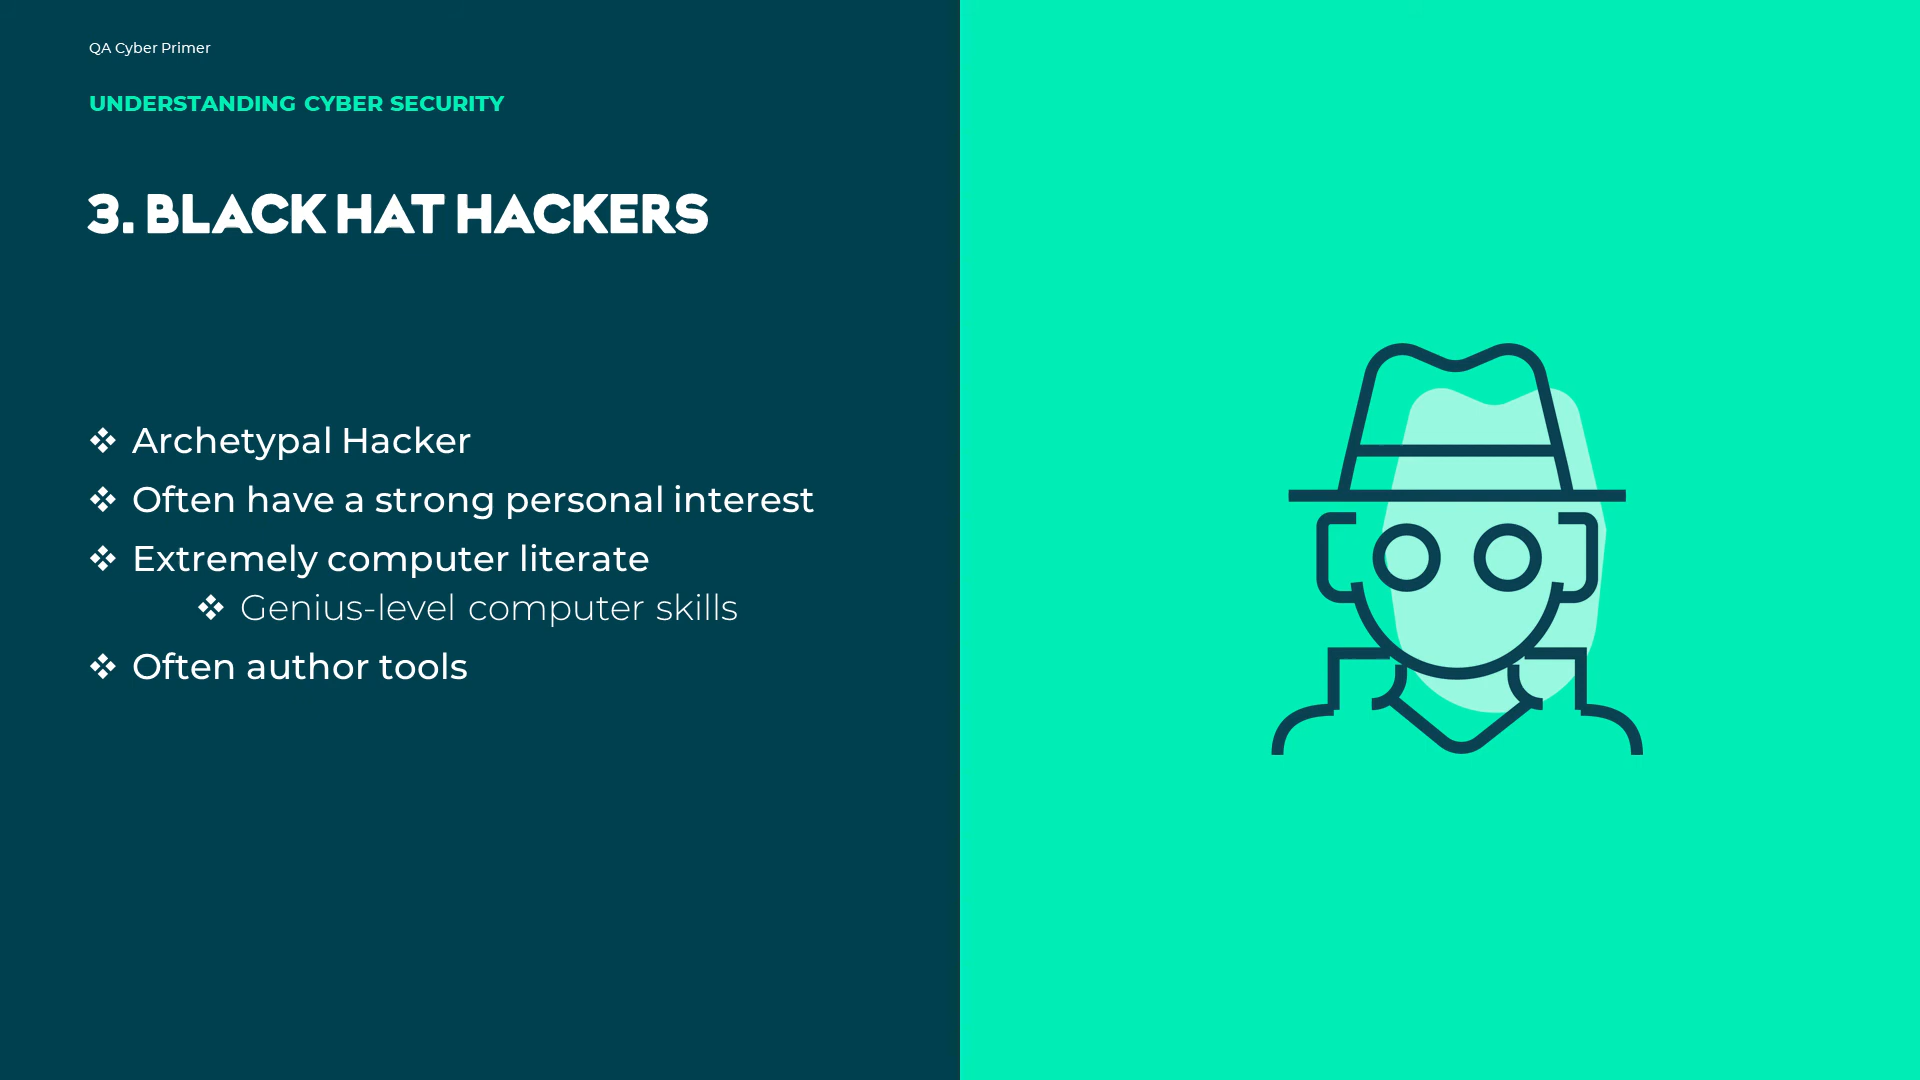 QA Cyber Primer
UNDERSTANDING CYBER SECURITY
3. BLACK HAT HACKERS
❖ Archetypal Hacker
❖ Often have a strong personal interest
❖ Extremely computer literate
❖ Genius-level computer skills
❖ Often author tools